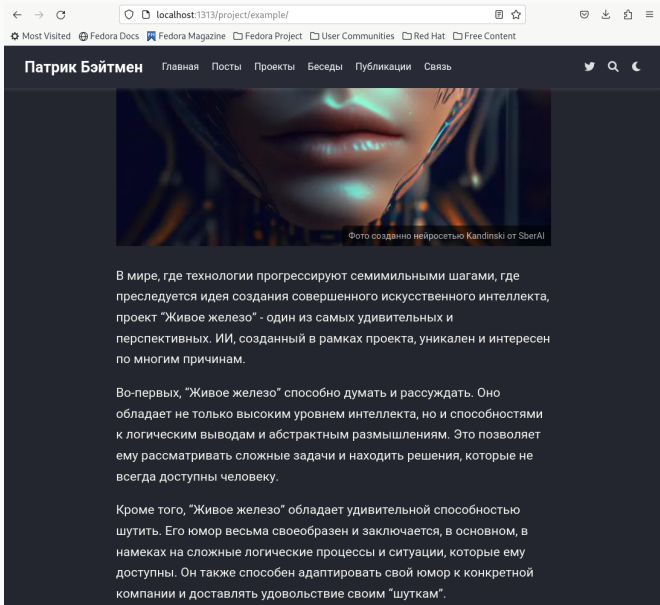 localhost:1313/project/example/
Most Visited Fedora Docs Fedora Magazine Fedora Project User Communities Red Hat Free Content
Патрик Бэйтмен Главная Посты Проекты Беседы Публикации Связь
Фото созданно нейросетью Kandinski от SberAI
В мире, где технологии прогрессируют семимильными шагами, где
преследуется идея создания совершенного искусственного интеллекта,
проект “Живое железо” - один из самых удивительных и
перспективных. ИИ, созданный в рамках проекта, уникален и интересен
по многим причинам.
Во-первых, “Живое железо” способно думать и рассуждать. Оно
обладает не только высоким уровнем интеллекта, но и способностями
к логическим выводам и абстрактным размышлениям. Это позволяет
ему рассматривать сложные задачи и находить решения, которые не
всегда доступны человеку.
Кроме того, “Живое железо” обладает удивительной способностью
шутить. Его юмор весьма своеобразен и заключается, в основном, в
намеках на сложные логические процессы и ситуации, которые ему
доступны. Он также способен адаптировать свой юмор к конкретной
компании и доставлять удовольствие своим “шуткам”.